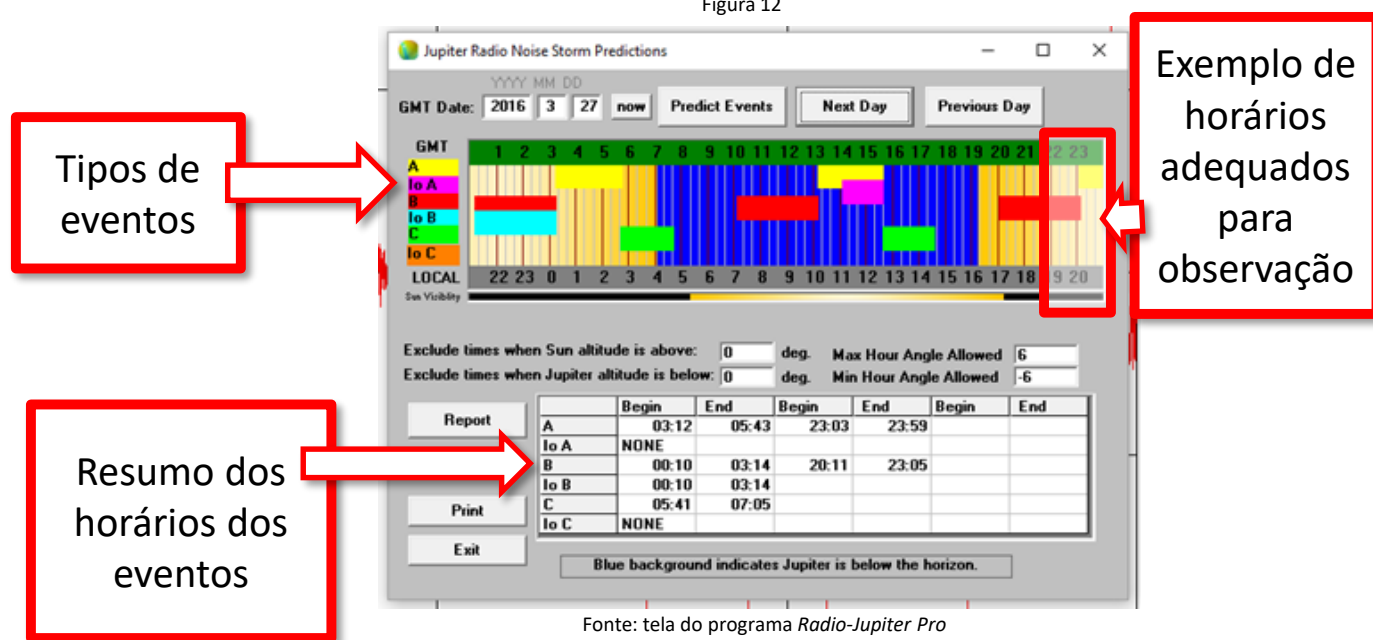 Figura 12
Jupiter Radio Noise Storm Predictions
YYYY MM DD
GMT Date: 2016 3 27 now Predict Events Next Day Previous Day
GMT 1 2 3 4 5 6 7 8 9 10 11 12 13 14 15 16 17 18 19 20 21 22 23
A
Io A
B
Io B
C
Io C
LOCAL 22 23 0 1 2 3 4 5 6 7 8 9 10 11 12 13 14 15 16 17 18 19 20
Sun Visiblity
Tipos de
eventos
Exemplo de
horários
adequados
para
observação
Exclude times when Sun altitude is above: 0 deg. Max Hour Angle Allowed 6
Exclude times when Jupiter altitude is below: 0 deg. Min Hour Angle Allowed -6
Report
Print
Exit
Begin End Begin End Begin End
A 03:12 05:43 23:03 23:59
Io A NONE
B 00:10 03:14 20:11 23:05
Io B 00:10 03:14
C 05:41 07:05
Io C NONE
Blue background indicates Jupiter is below the horizon.
Resumo dos
horários dos
eventos
Fonte: tela do programa Radio-Jupiter Pro